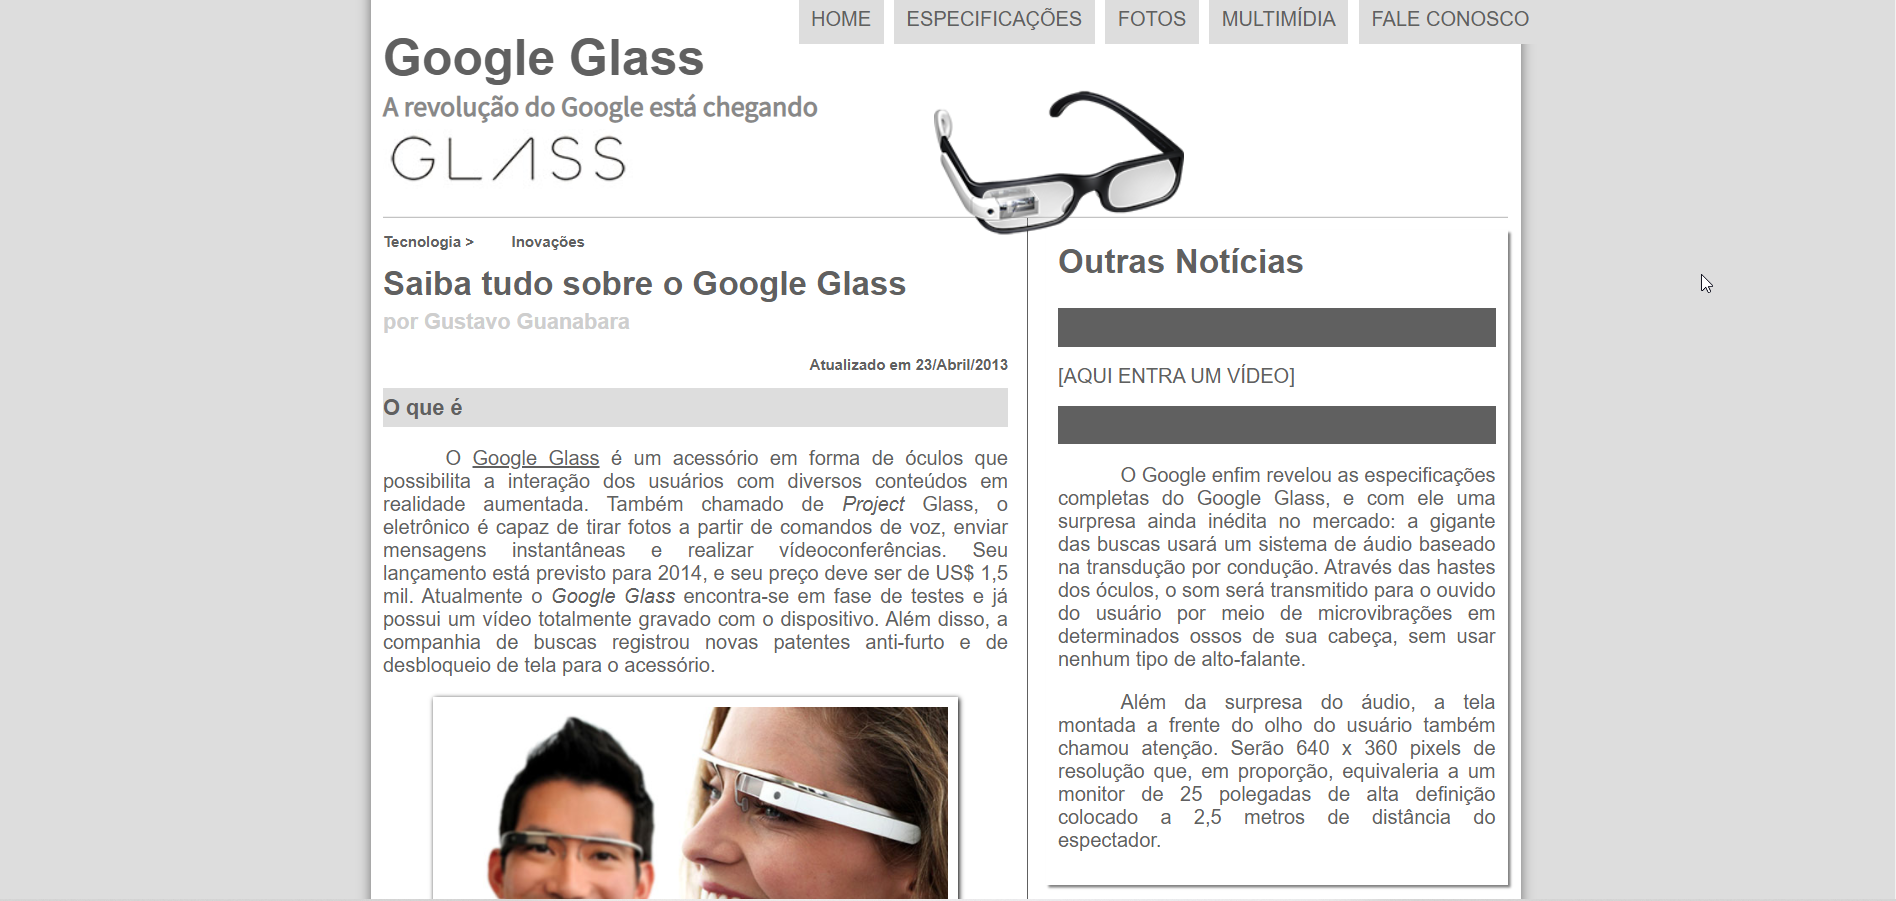 HOME ESPECIFICAÇÕES FOTOS MULTIMÍDIA FALE CONOSCO
Google Glass
A revolução do Google está chegando
GLASS
Tecnologia > Inovações
Saiba tudo sobre o Google Glass
por Gustavo Guanabara
Atualizado em 23/Abril/2013
O que é
O Google Glass é um acessório em forma de óculos que
possibilita a interação dos usuários com diversos conteúdos em
realidade aumentada. Também chamado de Project Glass, o
eletrônico é capaz de tirar fotos a partir de comandos de voz, enviar
mensagens instantâneas e realizar vídeoconferências. Seu
lançamento está previsto para 2014, e seu preço deve ser de US$ 1,5
mil. Atualmente o Google Glass encontra-se em fase de testes e já
possui um vídeo totalmente gravado com o dispositivo. Além disso, a
companhia de buscas registrou novas patentes anti-furto e de
desbloqueio de tela para o acessório.
Outras Notícias
[AQUI ENTRA UM VÍDEO]
O Google enfim revelou as especificações
completas do Google Glass, e com ele uma
surpresa ainda inédita no mercado: a gigante
das buscas usará um sistema de áudio baseado
na transdução por condução. Através das hastes
dos óculos, o som será transmitido para o ouvido
do usuário por meio de microvibrações em
determinados ossos de sua cabeça, sem usar
nenhum tipo de alto-falante.
Além da surpresa do áudio, a tela
montada a frente do olho do usuário também
chamou atenção. Serão 640 x 360 pixels de
resolução que, em proporção, equivaleria a um
monitor de 25 polegadas de alta definição
colocado a 2,5 metros de distância do
espectador.